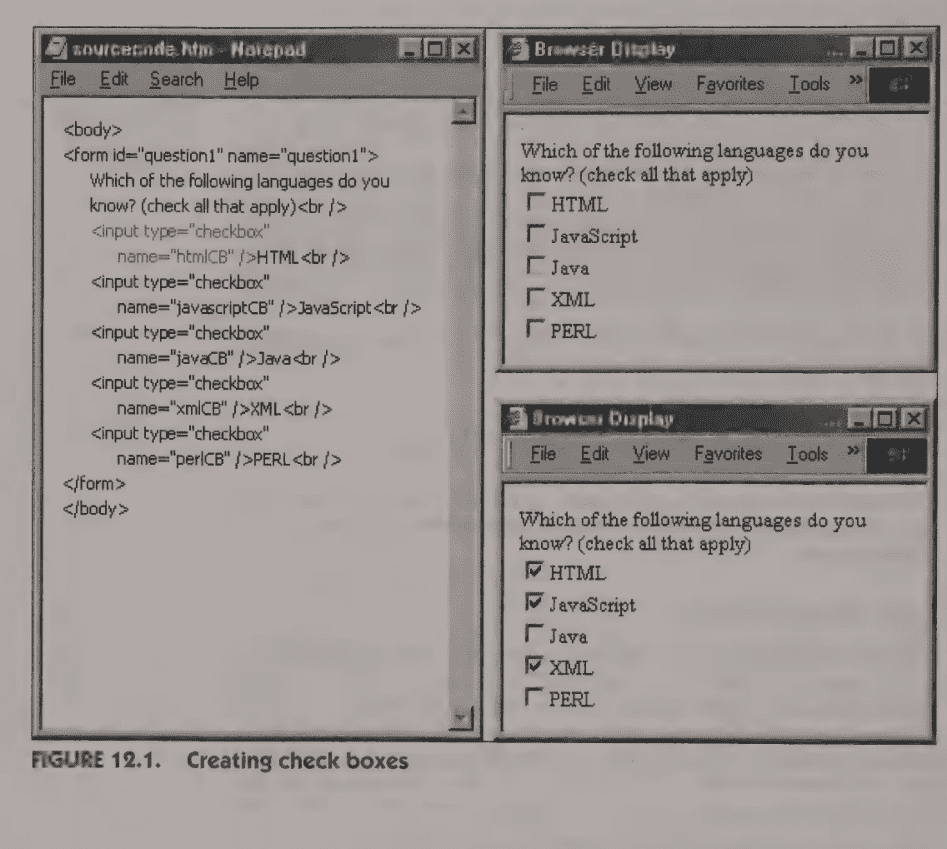 sourcecode.htm - Notepad
File Edit Search Help
<body>
<form id="question1" name="question1">
Which of the following languages do you
know? (check all that apply)<br />
<input type="checkbox"
name="htmlCB" />HTML<br />
<input type="checkbox"
name="javascriptCB" />JavaScript<br />
<input type="checkbox"
name="javaCB" />Java<br />
<input type="checkbox"
name="xmlCB" />XML<br />
<input type="checkbox"
name="perlCB" />PERL<br />
</form>
</body>
Browser Display ...
File Edit View Favorites Tools »
Which of the following languages do you
know? (check all that apply)
HTML
JavaScript
Java
XML
PERL
Browser Display ...
File Edit View Favorites Tools »
Which of the following languages do you
know? (check all that apply)
HTML
JavaScript
Java
XML
PERL
FIGURE 12.1. Creating check boxes